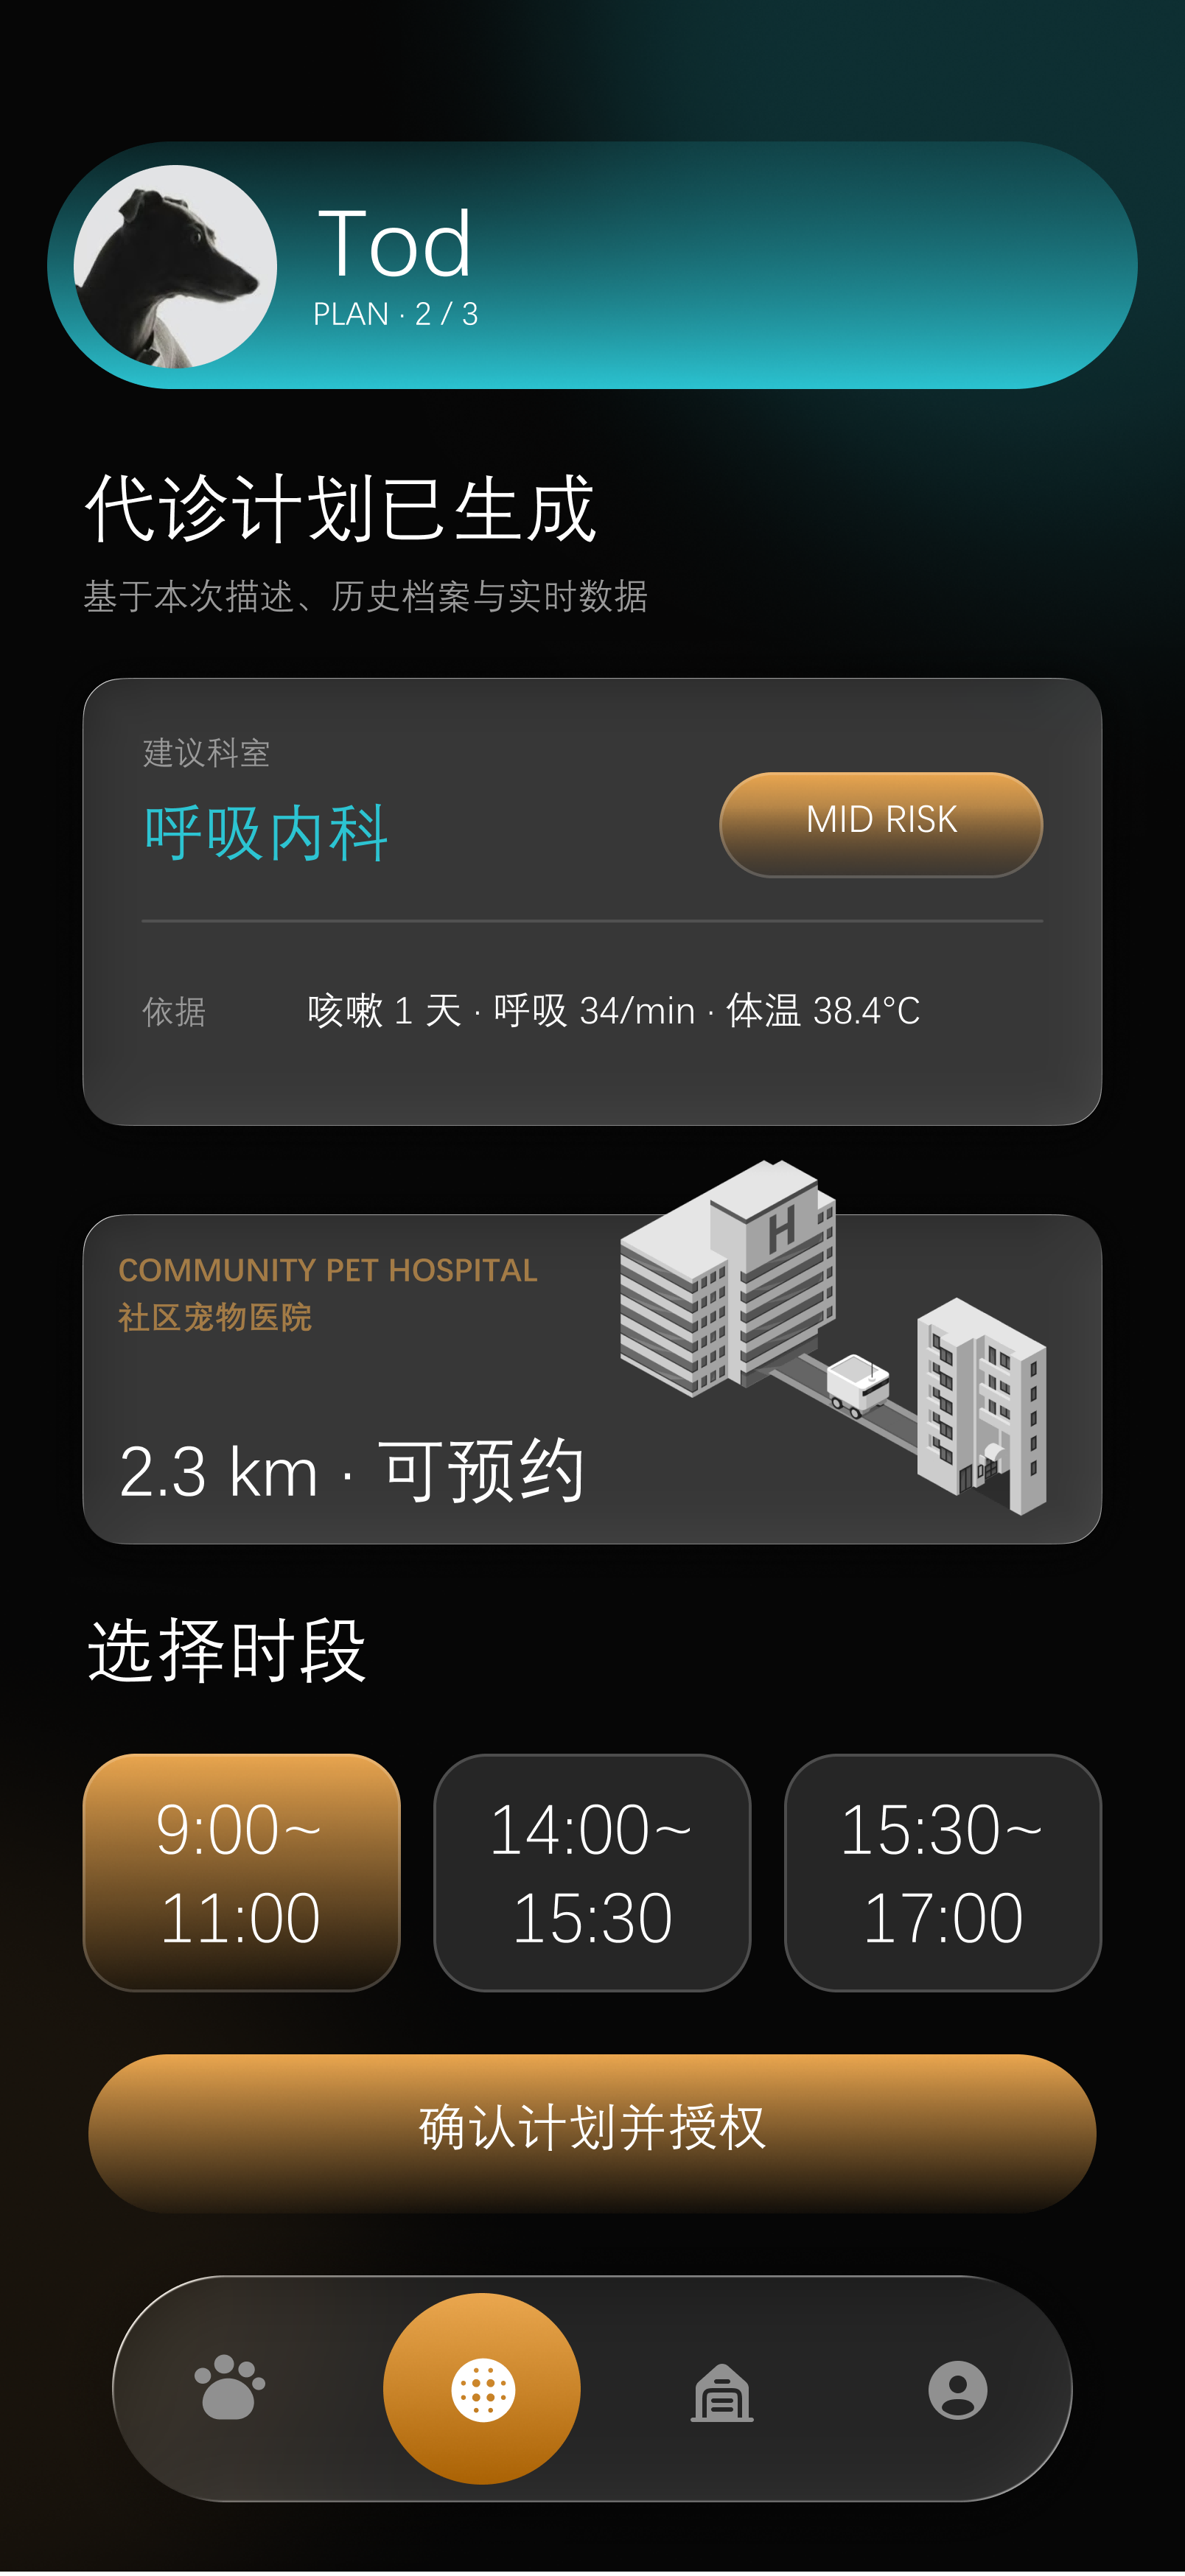 Tod
PLAN · 2 / 3
代诊计划已生成
基于本次描述、历史档案与实时数据
建议科室
呼吸内科
MID RISK
依据 咳嗽 1 天 · 呼吸 34/min · 体温 38.4°C
H
COMMUNITY PET HOSPITAL
社区宠物医院
2.3 km · 可预约
选择时段
9:00~
11:00
14:00~
15:30
15:30~
17:00
确认计划并授权